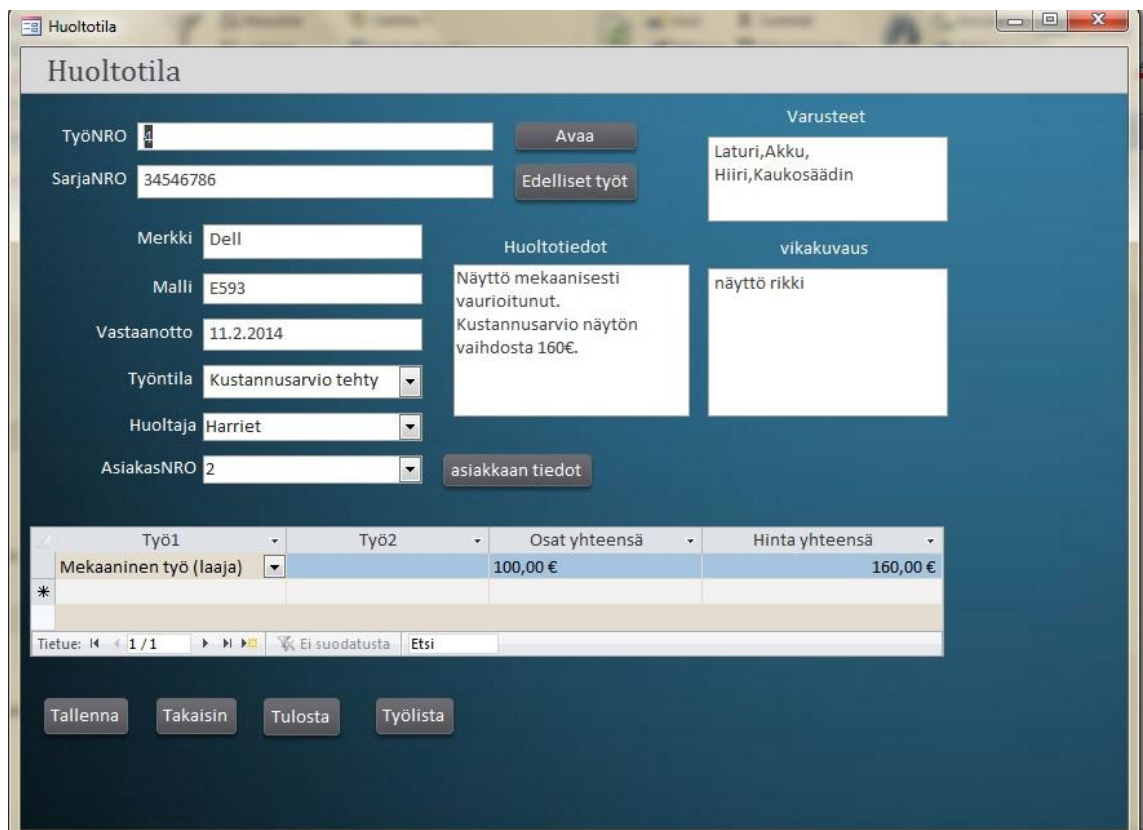 Huoltotila
Huoltotila
TyöNRO 4
Avaa
SarjaNRO 34546786
Edelliset työt
Varusteet
Laturi,Akku,
Hiiri,Kaukosäädin
Merkki Dell
Malli E593
Vastaanotto 11.2.2014
Työntila Kustannusarvio tehty
Huoltaja Harriet
AsiakasNRO 2
asiakkaan tiedot
Huoltotiedot
Näyttö mekaanisesti
vaurioitunut.
Kustannusarvio näytön
vaihdosta 160€.
vikakuvaus
näyttö rikki
Työ1 Työ2 Osat yhteensä Hinta yhteensä
Mekaaninen työ (laaja) 100,00 € 160,00 €
Tietue: 1 / 1 Ei suodatusta Etsi
Tallenna Takaisin Tulosta Työlista